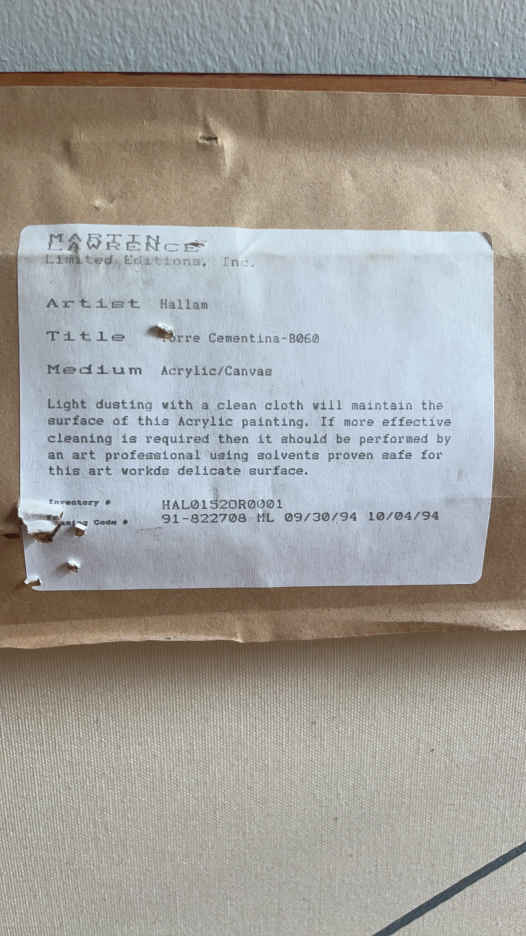 MARTIN
LAWRENCE
Limited Editions, Inc.
Artist Hallam
Title Torre Cementina-B060
Medium Acrylic/Canvas
Light dusting with a clean cloth will maintain the
surface of this Acrylic painting. If more effective
cleaning is required then it should be performed by
an art professional using solvents proven safe for
this art workds delicate surface.
Inventory # HAL01520R0001
Code # 91-822708 ML 09/30/94 10/04/94